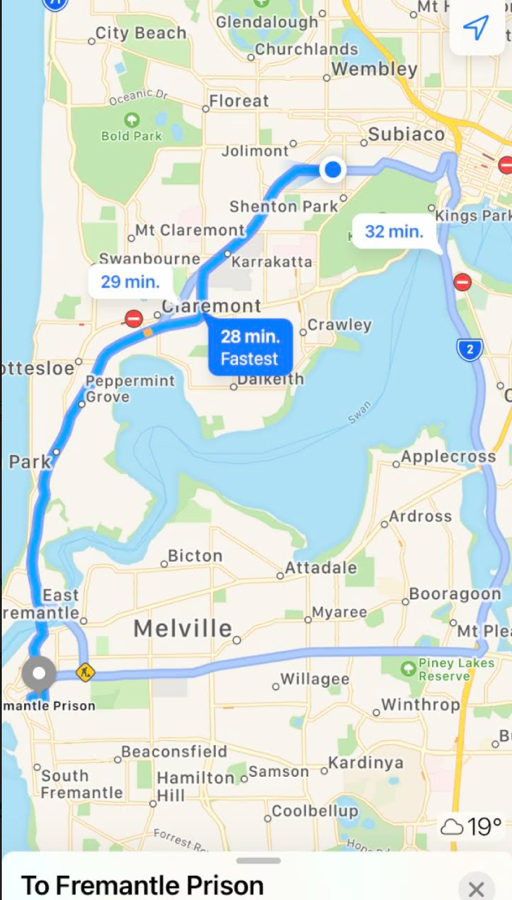 71
Mt H
Glendalough
City Beach
Churchlands
Wembley
Oceanic Dr
Floreat
Bold Park
Subiaco
Jolimont
Shenton Park
Kings Park
Mt Claremont
32 min.
Swanbourne
Karrakatta
29 min.
Claremont
Crawley
28 min.
Fastest
2
ottesloe
Dalkeith
Peppermint
Grove
Swan
Park
Applecross
Ardross
Bicton
Attadale
Booragoon
East
remantle
Myaree
Melville
Mt Ple
Piney Lakes
Reserve
Willagee
mantle Prison
Winthrop
Beaconsfield
Kardinya
South
Fremantle
Hamilton
Hill
Samson
Coolbellup
19°
Forrest R
To Fremantle Prison